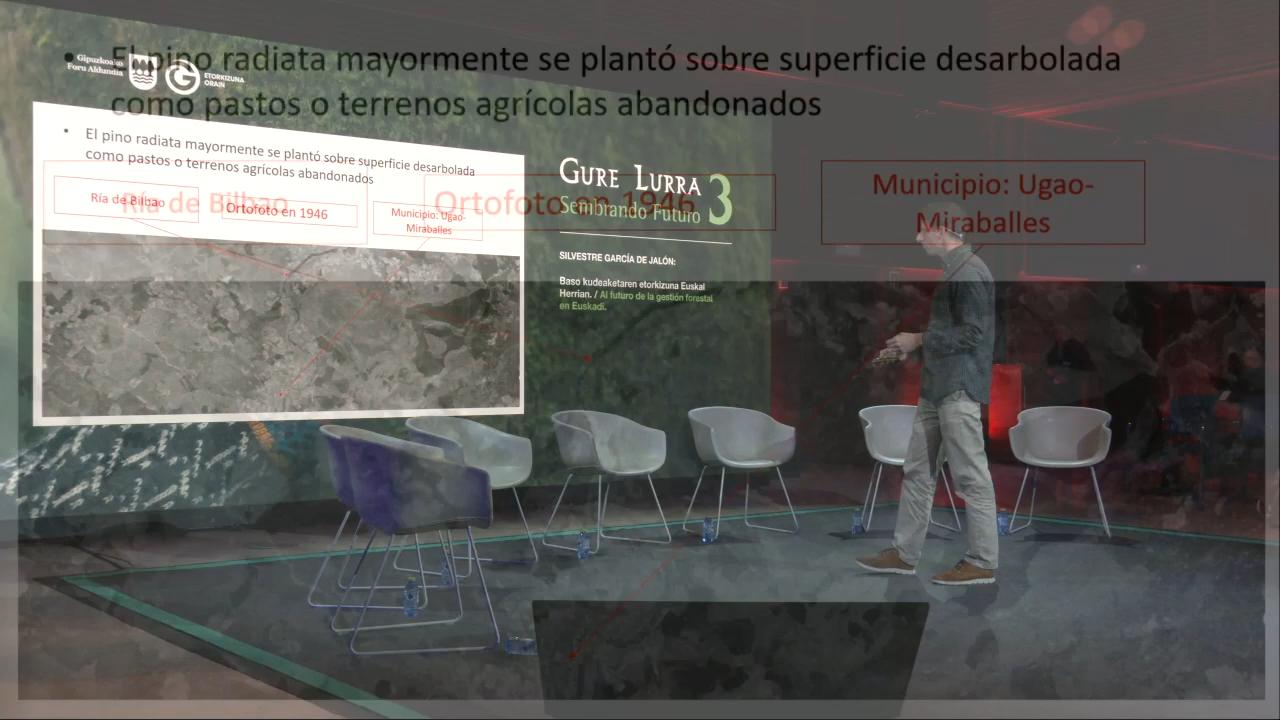 • El pino radiata mayormente se plantó sobre superficie desarbolada
como pastos o terrenos agrícolas abandonados
Ría de Bilbao
Ortofoto en 1946
Municipio: Ugao-
Miraballes
Gipuzkoako
Foru Aldundia
ETORKIZUNA
ORAIN
• El pino radiata mayormente se plantó sobre superficie desarbolada
como pastos o terrenos agrícolas abandonados
Ría de Bilbao
Ortofoto en 1946
Municipio: Ugao-
Miraballes
GURE LURRA 3
Sembrando Futuro
SILVESTRE GARCÍA DE JALÓN:
Baso kudeaketaren etorkizuna Euskal
Herrian. / Al futuro de la gestión forestal
en Euskadi.